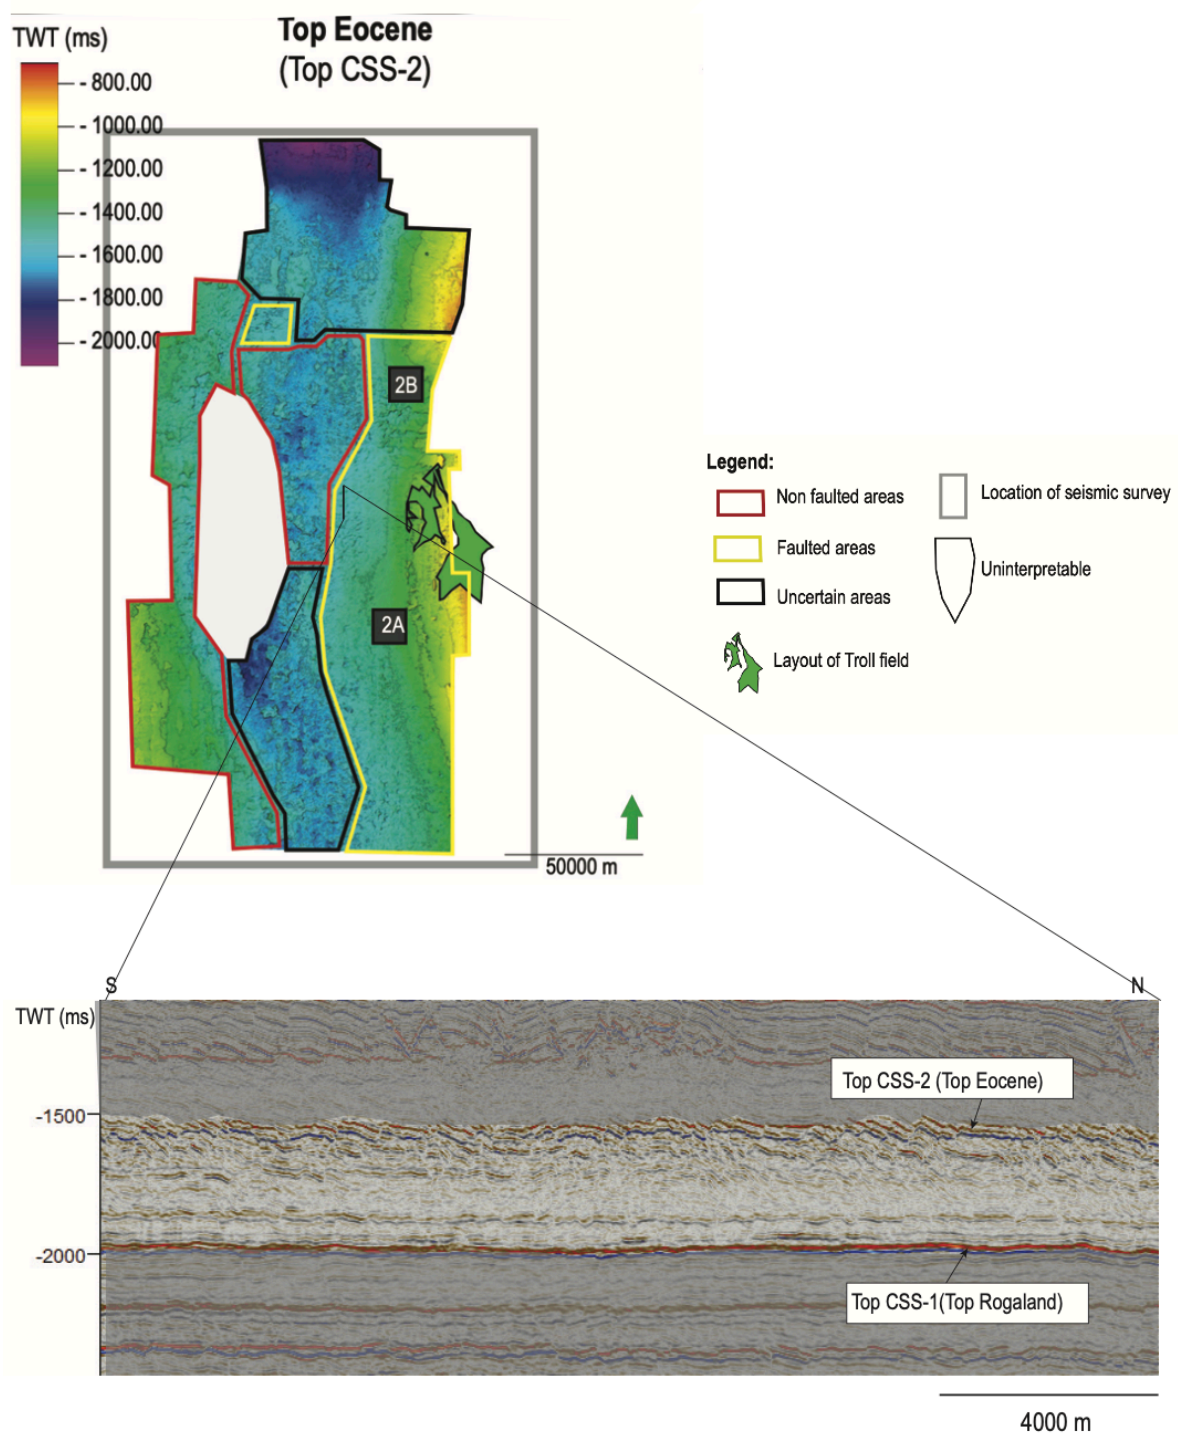 Top Eocene
(Top CSS-2)
TWT (ms)
- 800.00
- 1000.00
- 1200.00
- 1400.00
- 1600.00
- 1800.00
- 2000.00
2B
2A
50000 m
Legend:
Non faulted areas
Faulted areas
Uncertain areas
Layout of Troll field
Location of seismic survey
Uninterpretable
S
N
TWT (ms)
-1500
-2000
Top CSS-2 (Top Eocene)
Top CSS-1(Top Rogaland)
4000 m